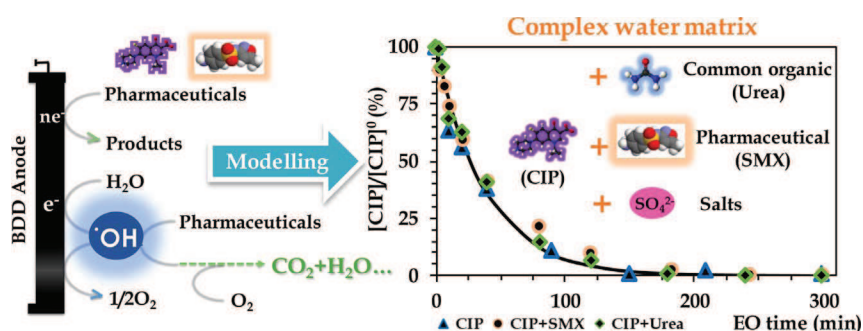 Complex water matrix
BDD Anode
ne-
Pharmaceuticals
Products
H2O
e-
•OH
Pharmaceuticals
CO2+H2O...
1/2O2
O2
Modelling
[CIP]/[CIP]0 (%)
100
75
50
25
0
0
100
200
300
EO time (min)
+
Common organic
(Urea)
(CIP)
+
Pharmaceutical
(SMX)
+
SO42-
Salts
CIP
CIP+SMX
CIP+Urea